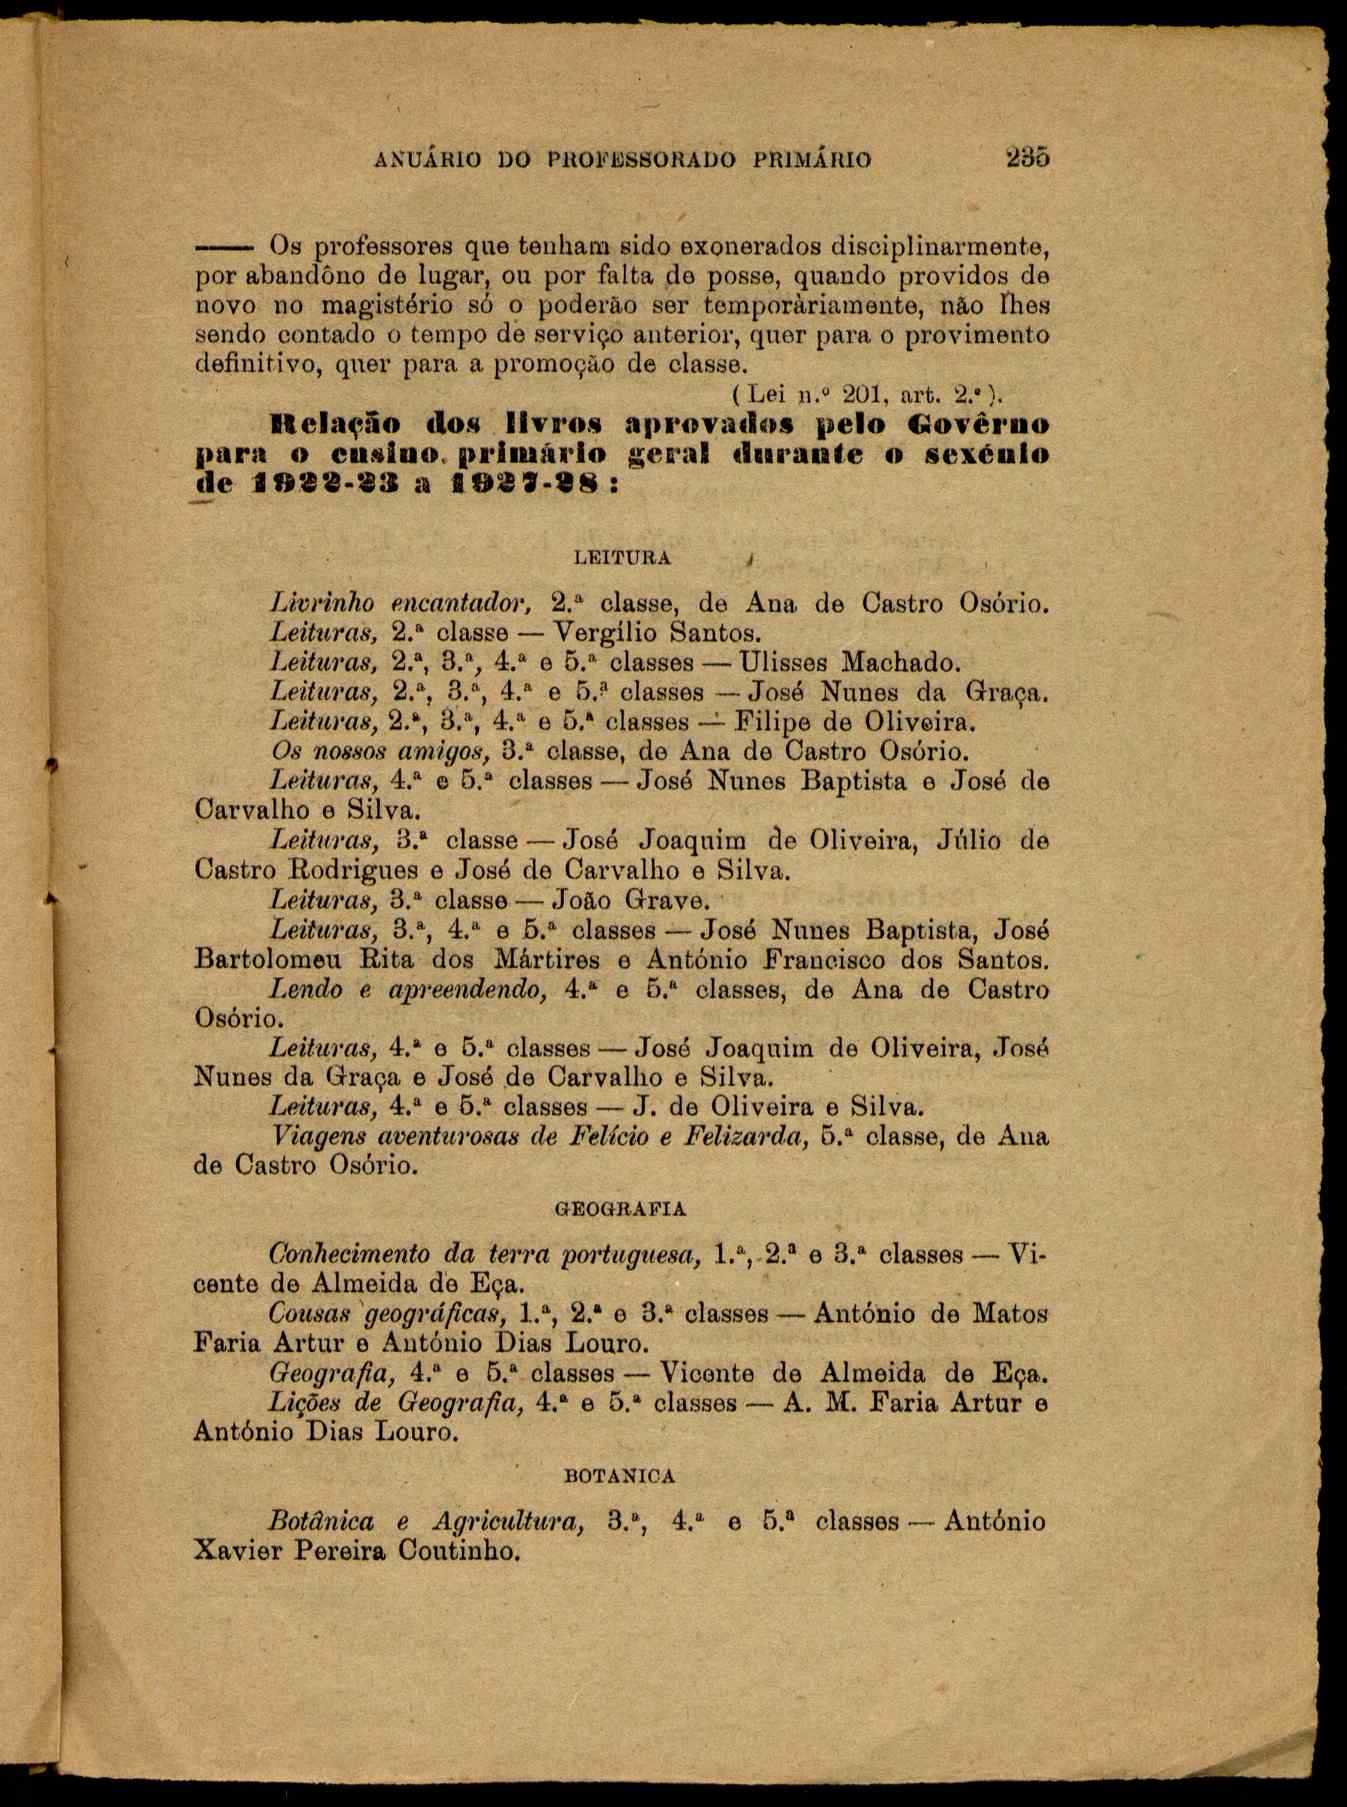 ANUÁRIO DO PROFESSORADO PRIMÁRIO 235
—— Os professores que tenham sido exonerados disciplinarmente,
por abandôno de lugar, ou por falta de posse, quando providos de
novo no magistério só o poderão ser temporàriamente, não lhes
sendo contado o tempo de serviço anterior, quer para o provimento
definitivo, quer para a promoção de classe.
(Lei n.º 201, art. 2.º).
Relação dos livros aprovados pelo Govêrno
para o ensino primário geral durante o sexénio
de 1922-23 a 1927-28:
LEITURA
Livrinho encantador, 2.ª classe, de Ana de Castro Osório.
Leituras, 2.ª classe — Vergílio Santos.
Leituras, 2.ª, 3.ª, 4.ª e 5.ª classes — Ulisses Machado.
Leituras, 2.ª, 3.ª, 4.ª e 5.ª classes — José Nunes da Graça.
Leituras, 2.ª, 3.ª, 4.ª e 5.ª classes — Filipe de Oliveira.
Os nossos amigos, 3.ª classe, de Ana de Castro Osório.
Leituras, 4.ª e 5.ª classes — José Nunes Baptista e José de
Carvalho e Silva.
Leituras, 3.ª classe — José Joaquim de Oliveira, Júlio de
Castro Rodrigues e José de Carvalho e Silva.
Leituras, 3.ª classe — João Grave.
Leituras, 3.ª, 4.ª e 5.ª classes — José Nunes Baptista, José
Bartolomeu Rita dos Mártires e António Francisco dos Santos.
Lendo e apreendendo, 4.ª e 5.ª classes, de Ana de Castro
Osório.
Leituras, 4.ª e 5.ª classes — José Joaquim de Oliveira, José
Nunes da Graça e José de Carvalho e Silva.
Leituras, 4.ª e 5.ª classes — J. de Oliveira e Silva.
Viagens aventurosas de Felício e Felizarda, 5.ª classe, de Ana
de Castro Osório.
GEOGRAFIA
Conhecimento da terra portuguesa, 1.ª, 2.ª e 3.ª classes — Vi-
cente de Almeida de Eça.
Cousas geográficas, 1.ª, 2.ª e 3.ª classes — António de Matos
Faria Artur e António Dias Louro.
Geografia, 4.ª e 5.ª classes — Vicente de Almeida de Eça.
Lições de Geografia, 4.ª e 5.ª classes — A. M. Faria Artur e
António Dias Louro.
BOTANICA
Botânica e Agricultura, 3.ª, 4.ª e 5.ª classes — António
Xavier Pereira Coutinho.